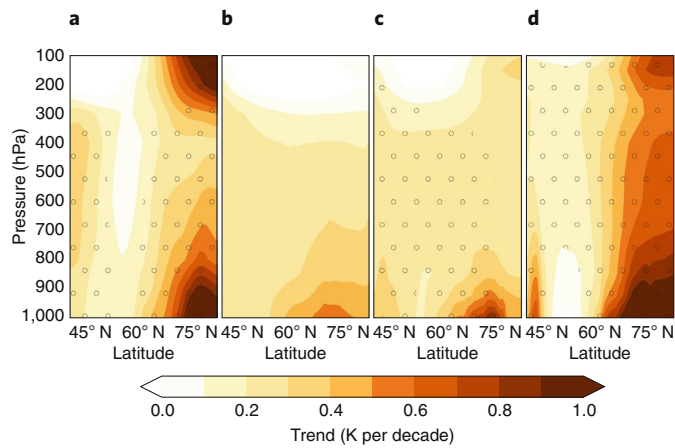 a b c d
100
200
300
400
500
600
700
800
900
1,000
Pressure (hPa)
45° N 60° N 75° N 45° N 60° N 75° N 45° N 60° N 75° N 45° N 60° N 75° N
Latitude Latitude Latitude Latitude
0.0 0.2 0.4 0.6 0.8 1.0
Trend (K per decade)